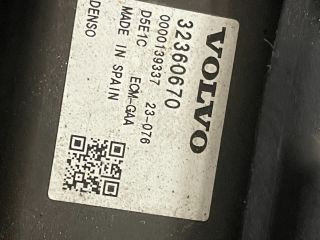 VOLVO
32360670
0000139337 23-076
D5E1C ECM-GAA
MADE IN SPAIN
DENSO